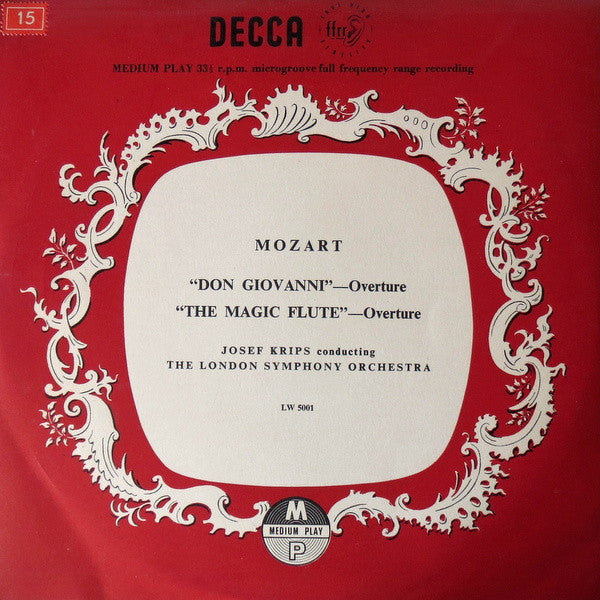 15
DECCA
ffrr
MEDIUM PLAY 33⅓ r.p.m. microgroove full frequency range recording
MOZART
“DON GIOVANNI”—Overture
“THE MAGIC FLUTE”—Overture
JOSEF KRIPS conducting
THE LONDON SYMPHONY ORCHESTRA
LW 5001
M
MEDIUM PLAY
P